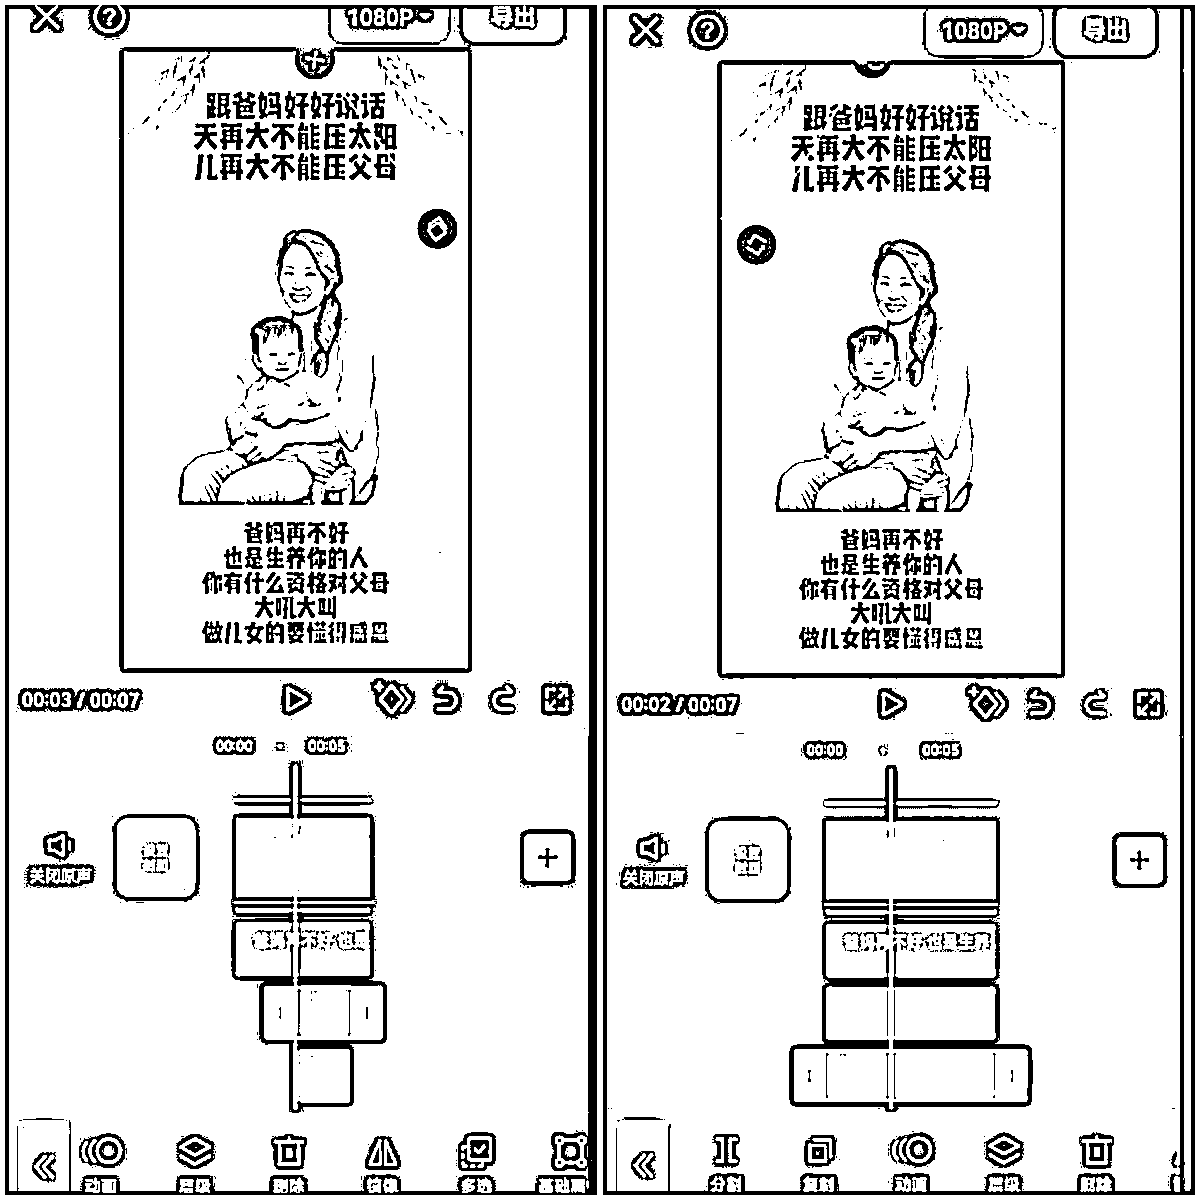 1080P
导出
跟爸妈好好说话
天再大不能压太阳
儿再大不能压父母
爸妈再不好
也是生养你的人
你有什么资格对父母
大吼大叫
做儿女的要懂得感恩
00:03 / 00:07
00:00
00:05
关闭原声
爸妈再不好 也是
动画
层级
删除
镜像
多选
1080P
导出
跟爸妈好好说话
天再大不能压太阳
儿再大不能压父母
爸妈再不好
也是生养你的人
你有什么资格对父母
大吼大叫
做儿女的要懂得感恩
00:02 / 00:07
00:00
00:05
关闭原声
爸妈再不好 也是生养
分割
复制
动画
层级
删除